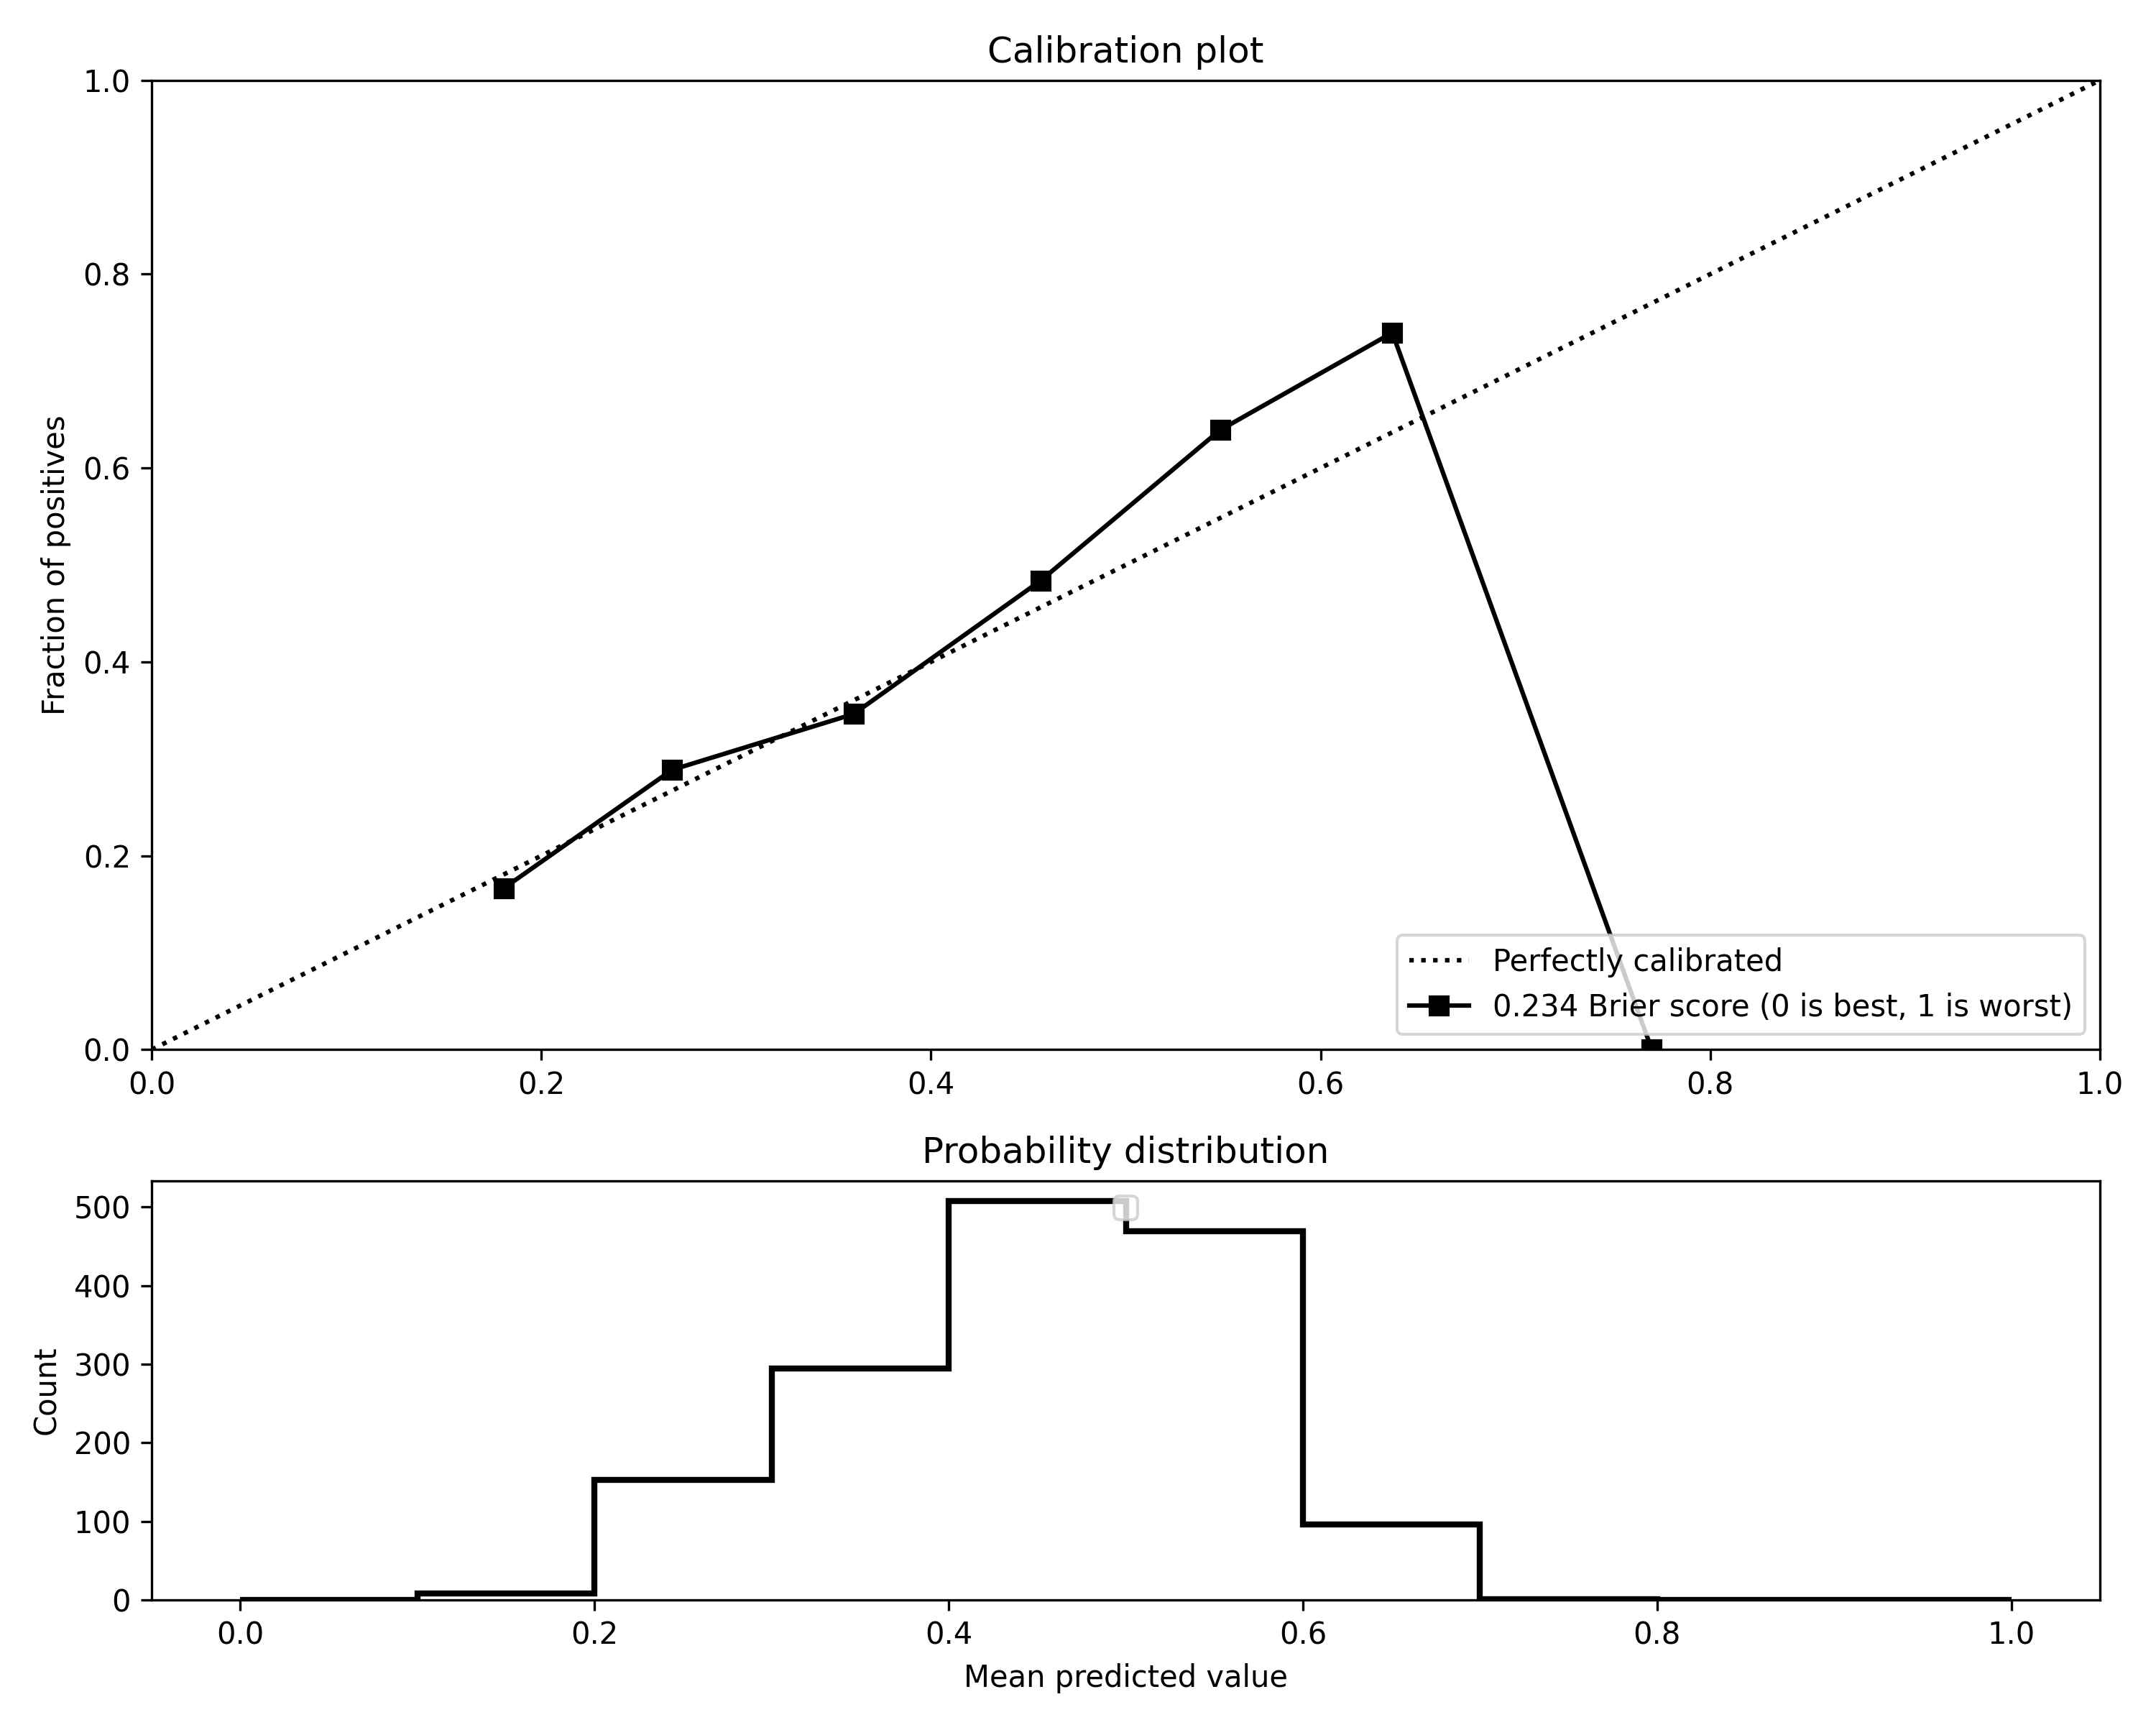 Calibration plot
1.0
0.8
0.6
0.4
0.2
0.0
Fraction of positives
Perfectly calibrated
0.234 Brier score (0 is best, 1 is worst)
0.0 0.2 0.4 0.6 0.8 1.0
Probability distribution
500
400
300
200
100
0
Count
0.0 0.2 0.4 0.6 0.8 1.0
Mean predicted value